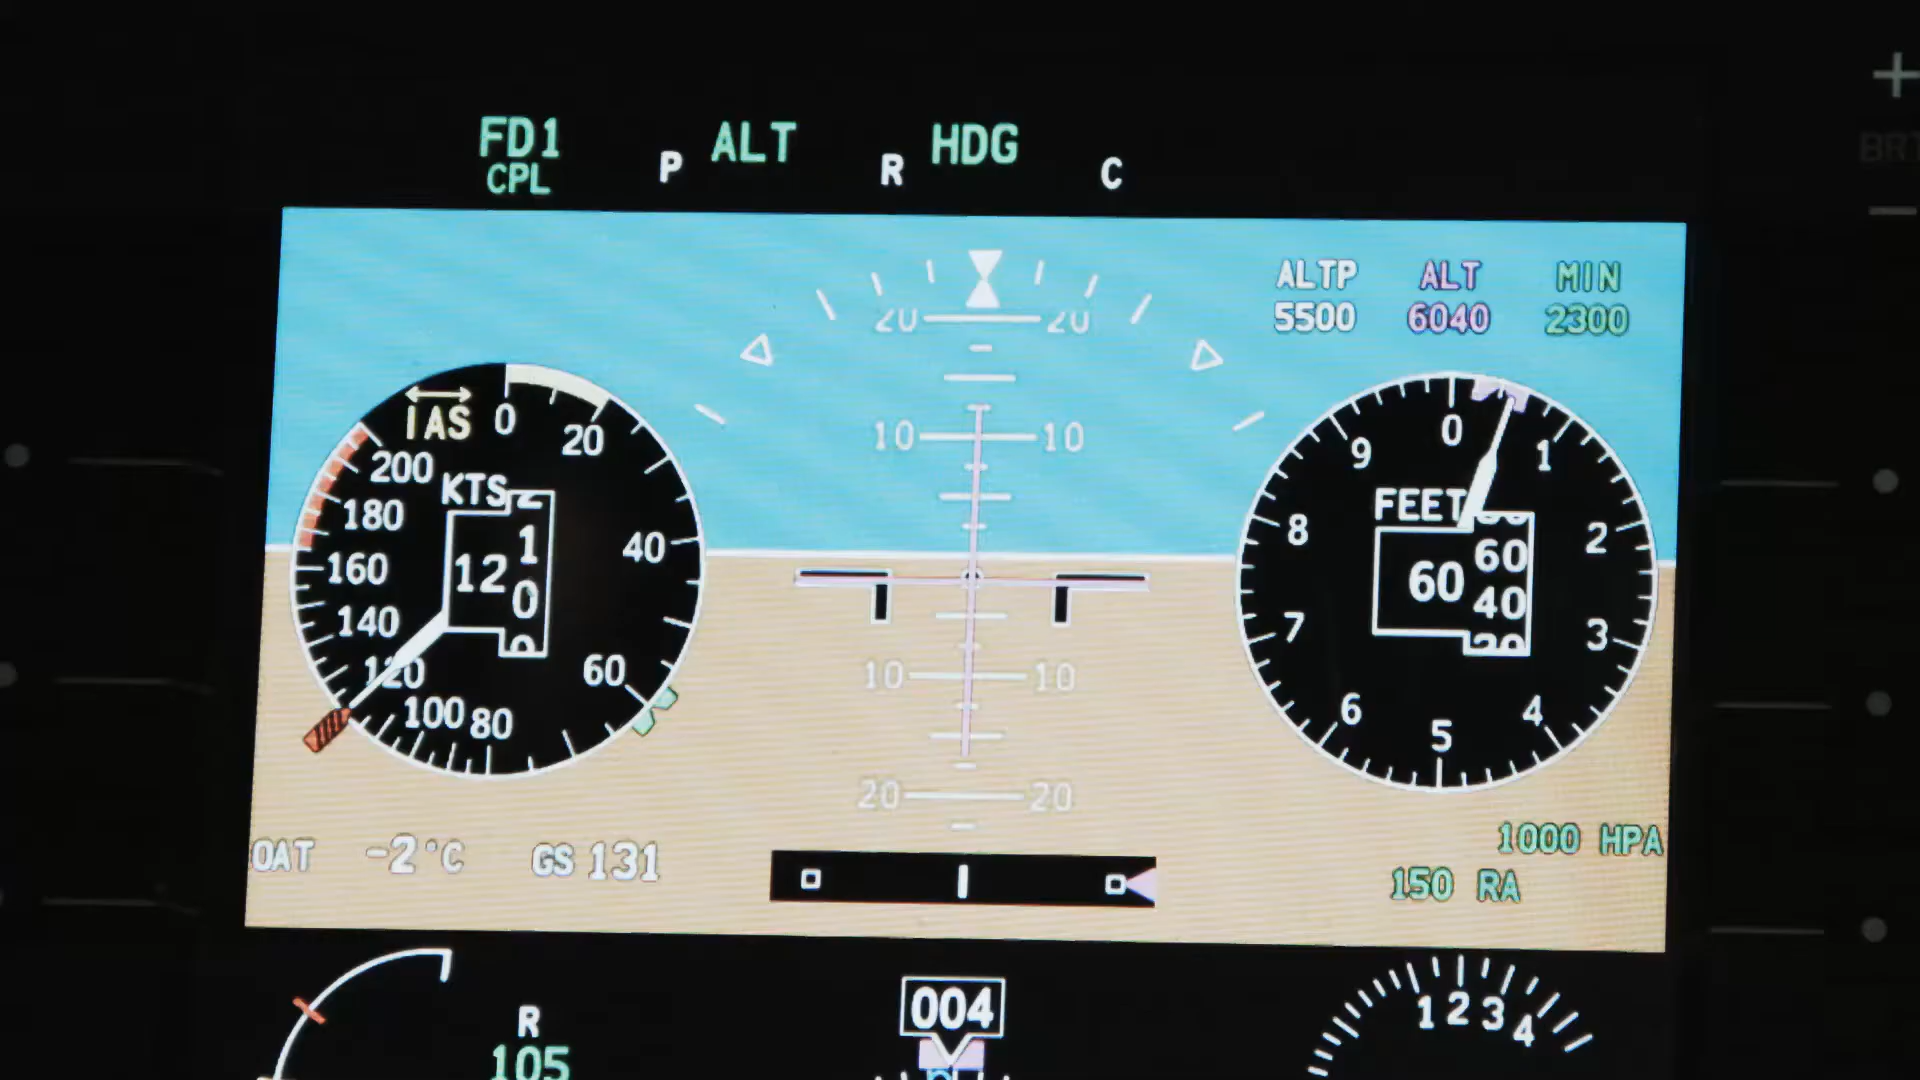 FD1 ALT HDG
CPL P R C
BRT
ALTP ALT MIN
5500 6040 2300
IAS
KTS
0
20
40
60
80
100
120
140
160
180
200
12
1
0
20 20
10 10
10 10
20 20
FEET
0
1
2
3
4
5
6
7
8
9
60
60
40
OAT -2°C GS 131
1000 HPA
150 RA
R
105
004
1 2 3 4